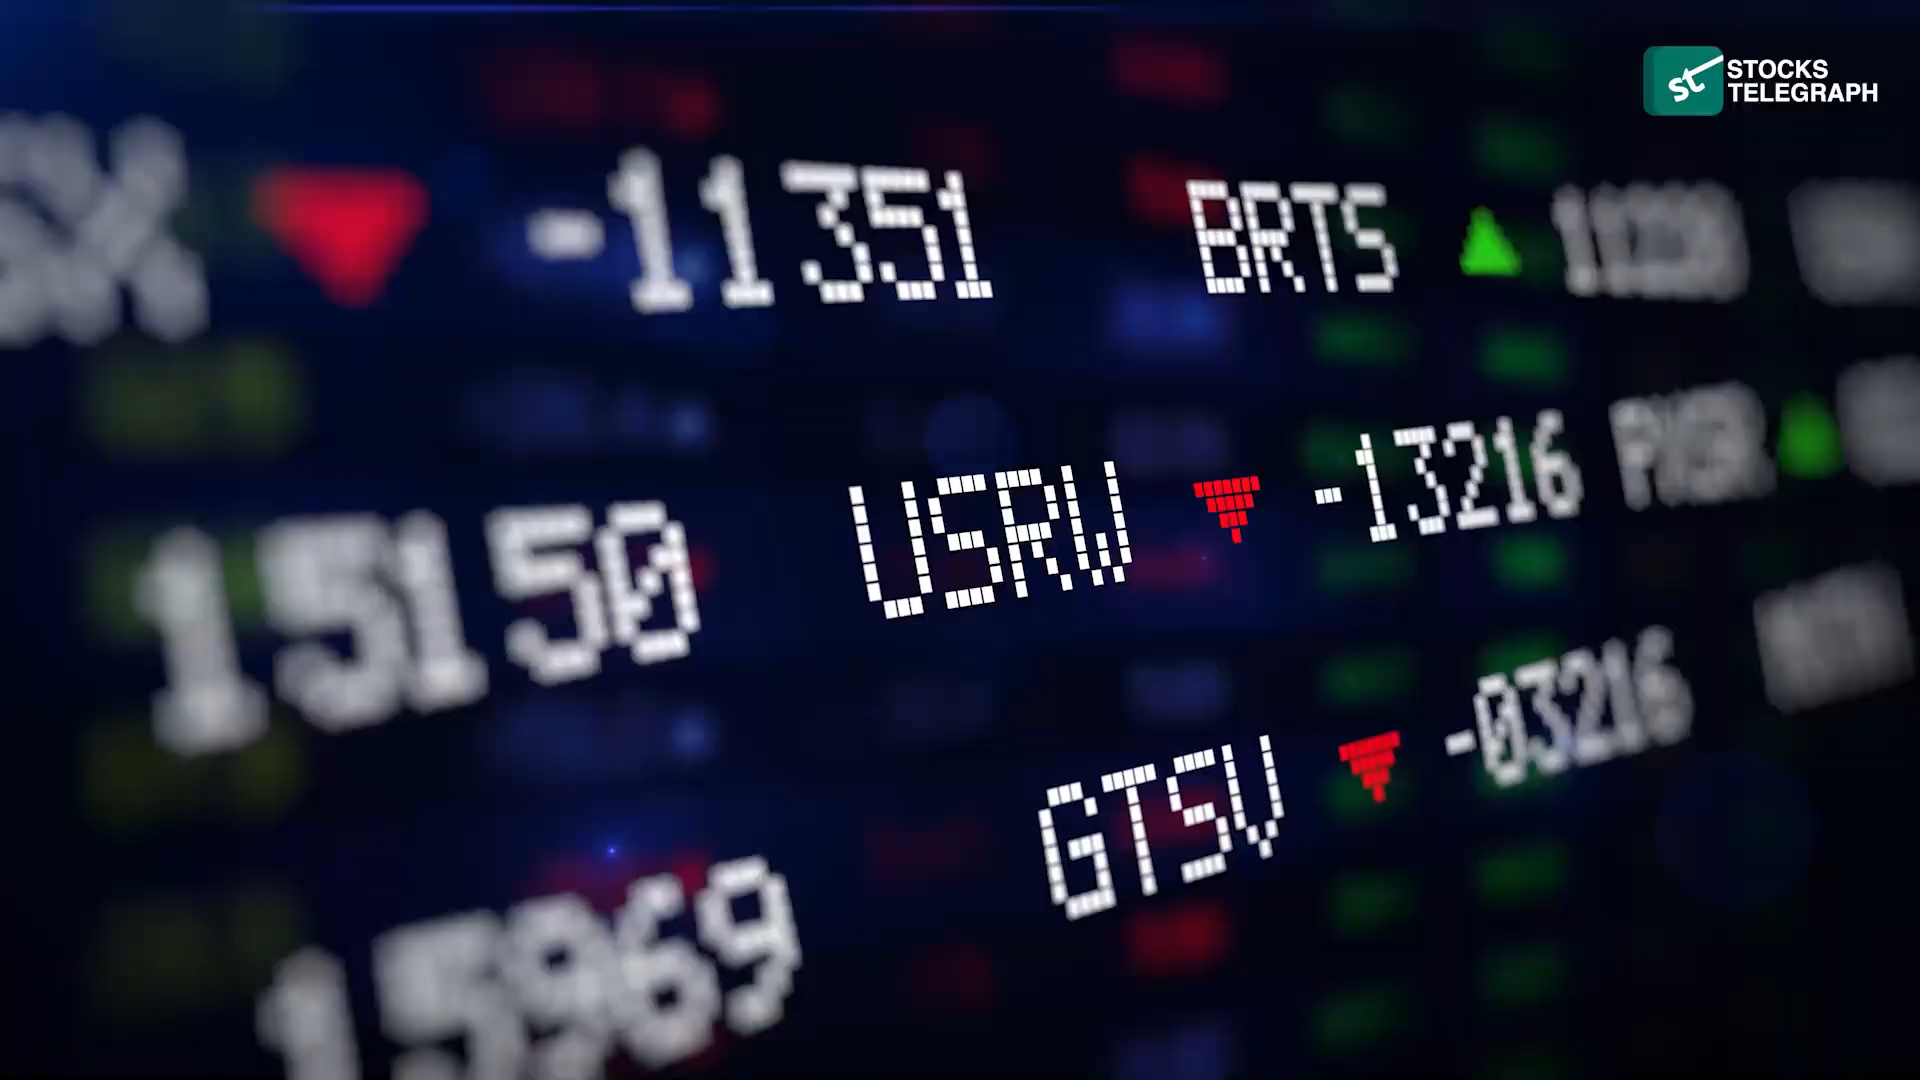 STOCKS
TELEGRAPH
-11351 BRTS
15150 USRW -13216
GTSV -03216
15969